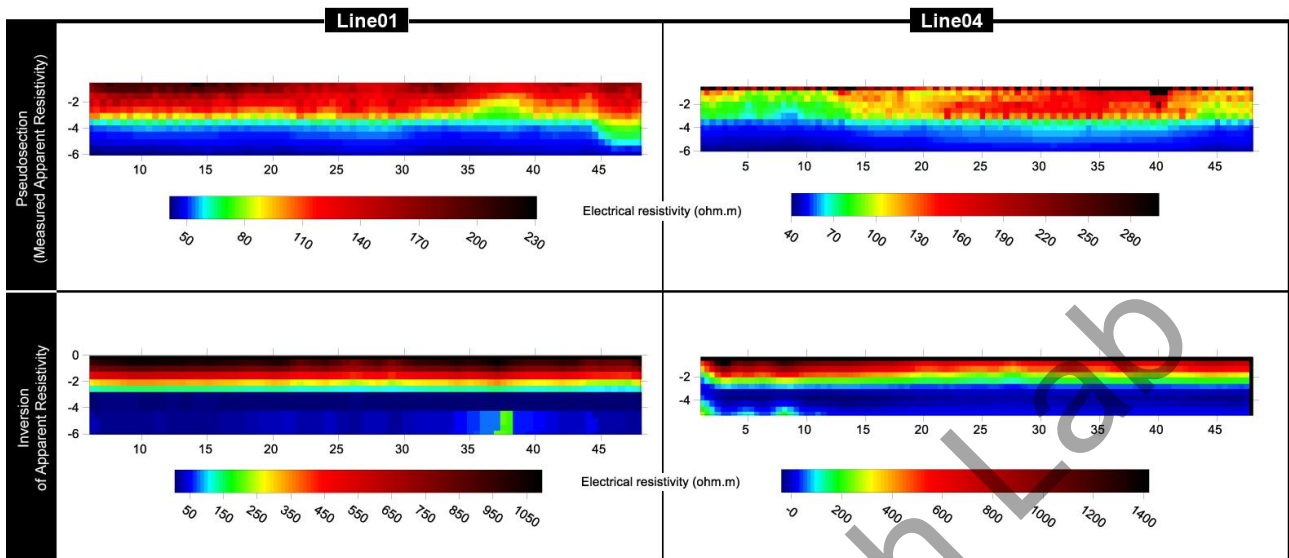 Line01
Line04
Pseudosection
(Measured Apparent Resistivity)
-2
-4
-6
10 15 20 25 30 35 40 45
50 80 110 140 170 200 230
-2
-4
-6
5 10 15 20 25 30 35 40 45
40 70 100 130 160 190 220 250 280
Electrical resistivity (ohm.m)
Inversion
of Apparent Resistivity
0
-2
-4
-6
10 15 20 25 30 35 40 45
50 150 250 350 450 550 650 750 850 950 1050
-2
-4
5 10 15 20 25 30 35 40 45
-0 200 400 600 800 1000 1200 1400
Electrical resistivity (ohm.m)
h Lab